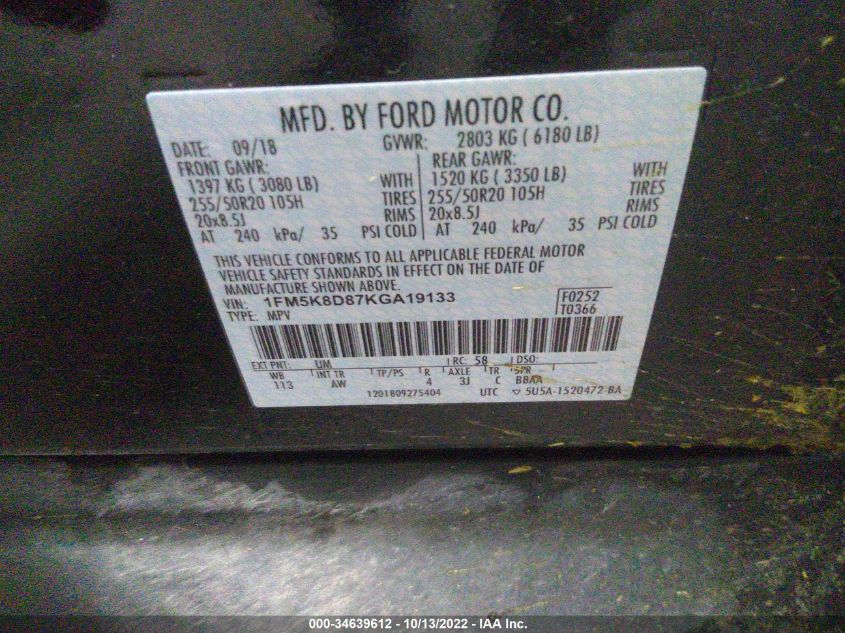 MFD. BY FORD MOTOR CO.
DATE: 09/18 GVWR: 2803 KG ( 6180 LB)
FRONT GAWR: REAR GAWR:
1397 KG ( 3080 LB) WITH 1520 KG ( 3350 LB) WITH
255/50R20 105H TIRES 255/50R20 105H TIRES
20x8.5J RIMS 20x8.5J RIMS
AT 240 kPa/ 35 PSI COLD AT 240 kPa/ 35 PSI COLD
THIS VEHICLE CONFORMS TO ALL APPLICABLE FEDERAL MOTOR
VEHICLE SAFETY STANDARDS IN EFFECT ON THE DATE OF
MANUFACTURE SHOWN ABOVE.
VIN: 1FM5K8D87KGA19133 F0252
TYPE: MPV T0366
EXT PNT: UM RC: 58 DSO:
WB INT TR TP/PS R AXLE TR SPR
113 AW 4 3J C BBAA
1201809275404 UTC ▽ 5U5A-1520472-BA
000-34639612 - 10/13/2022 - IAA Inc.